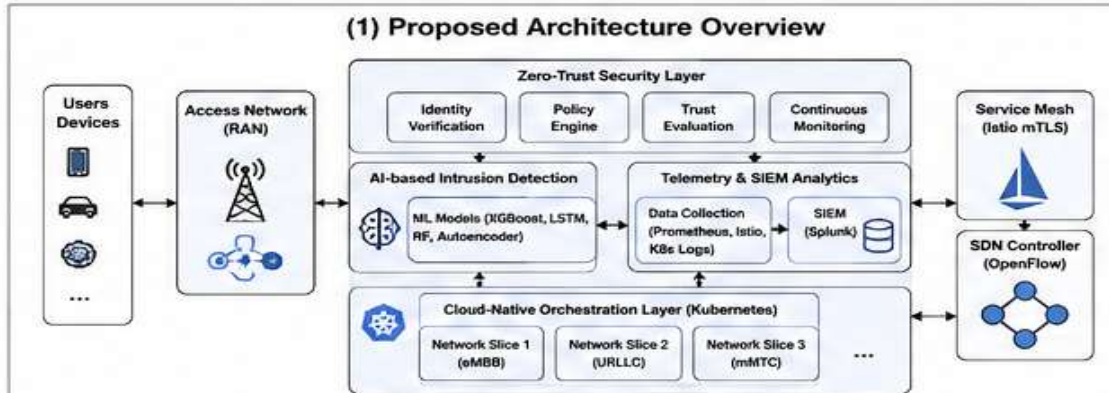 (1) Proposed Architecture Overview
Users
Devices
...
Access Network
(RAN)
Zero-Trust Security Layer
Identity
Verification
Policy
Engine
Trust
Evaluation
Continuous
Monitoring
AI-based Intrusion Detection
ML Models (XGBoost, LSTM,
RF, Autoencoder)
Telemetry & SIEM Analytics
Data Collection
(Prometheus, Istio,
K8s Logs)
SIEM
(Splunk)
Cloud-Native Orchestration Layer (Kubernetes)
Network Slice 1
(eMBB)
Network Slice 2
(URLLC)
Network Slice 3
(mMTC)
...
Service Mesh
(Istio mTLS)
SDN Controller
(OpenFlow)